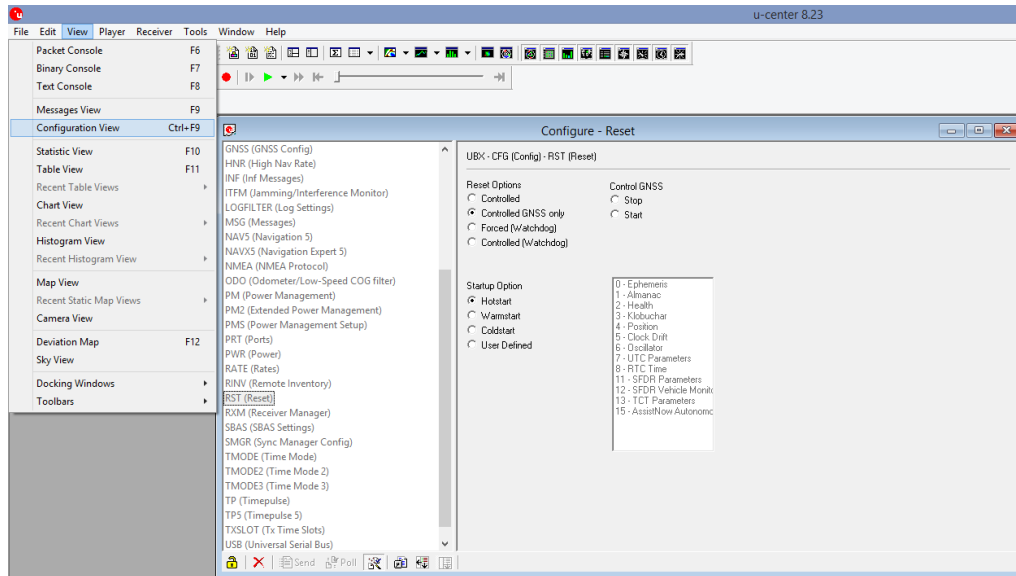 u-center 8.23
File Edit View Player Receiver Tools Window Help
Packet Console F6
Binary Console F7
Text Console F8
Messages View F9
Configuration View Ctrl+F9
Statistic View F10
Table View F11
Recent Table Views
Chart View
Recent Chart Views
Histogram View
Recent Histogram View
Map View
Recent Static Map Views
Camera View
Deviation Map F12
Sky View
Docking Windows
Toolbars
Configure - Reset
GNSS (GNSS Config)
HNR (High Nav Rate)
INF (Inf Messages)
ITFM (Jamming/Interference Monitor)
LOGFILTER (Log Settings)
MSG (Messages)
NAV5 (Navigation 5)
NAVX5 (Navigation Expert 5)
NMEA (NMEA Protocol)
ODO (Odometer/Low-Speed COG filter)
PM (Power Management)
PM2 (Extended Power Management)
PMS (Power Management Setup)
PRT (Ports)
PWR (Power)
RATE (Rates)
RINV (Remote Inventory)
RST (Reset)
RXM (Receiver Manager)
SBAS (SBAS Settings)
SMGR (Sync Manager Config)
TMODE (Time Mode)
TMODE2 (Time Mode 2)
TMODE3 (Time Mode 3)
TP (Timepulse)
TP5 (Timepulse 5)
TXSLOT (Tx Time Slots)
USB (Universal Serial Bus)
UBX - CFG (Config) - RST (Reset)
Reset Options
Controlled
Controlled GNSS only
Forced (Watchdog)
Controlled (Watchdog)
Control GNSS
Stop
Start
Startup Option
Hotstart
Warmstart
Coldstart
User Defined
0 - Ephemeris
1 - Almanac
2 - Health
3 - Klobuchar
4 - Position
5 - Clock Drift
6 - Oscillator
7 - UTC Parameters
8 - RTC Time
11 - SFDR Parameters
12 - SFDR Vehicle Monito
13 - TCT Parameters
15 - AssistNow Autonomo
Send Poll